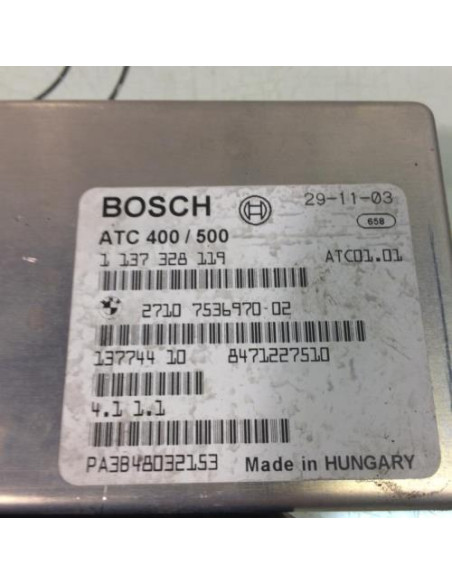 BOSCH 29-11-03
658
ATC 400 / 500
1 137 328 119 ATC01.01
2710 7536970-02
137744 10 8471227510
4.1 1.1
PA3848032153 Made in HUNGARY